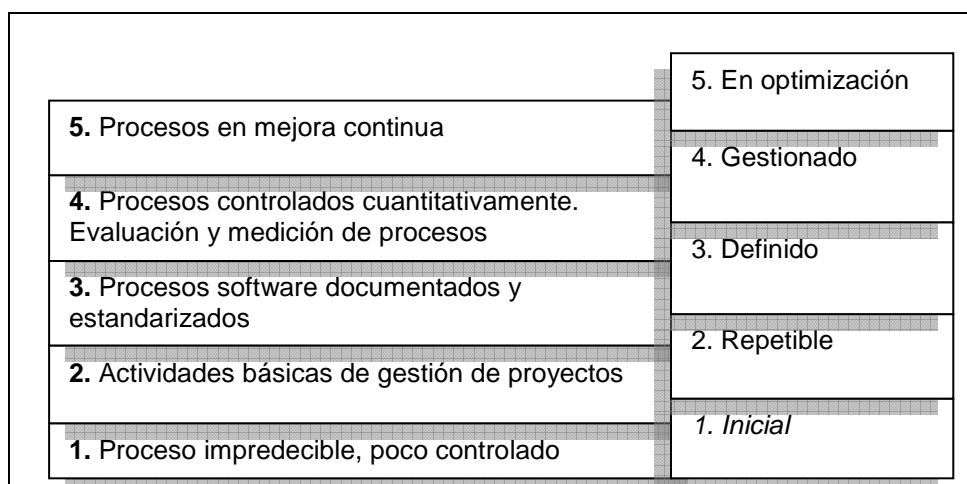 5. En optimización
5. Procesos en mejora continua
4. Gestionado
4. Procesos controlados cuantitativamente.
Evaluación y medición de procesos
3. Definido
3. Procesos software documentados y
estandarizados
2. Repetible
2. Actividades básicas de gestión de proyectos
1. Inicial
1. Proceso impredecible, poco controlado